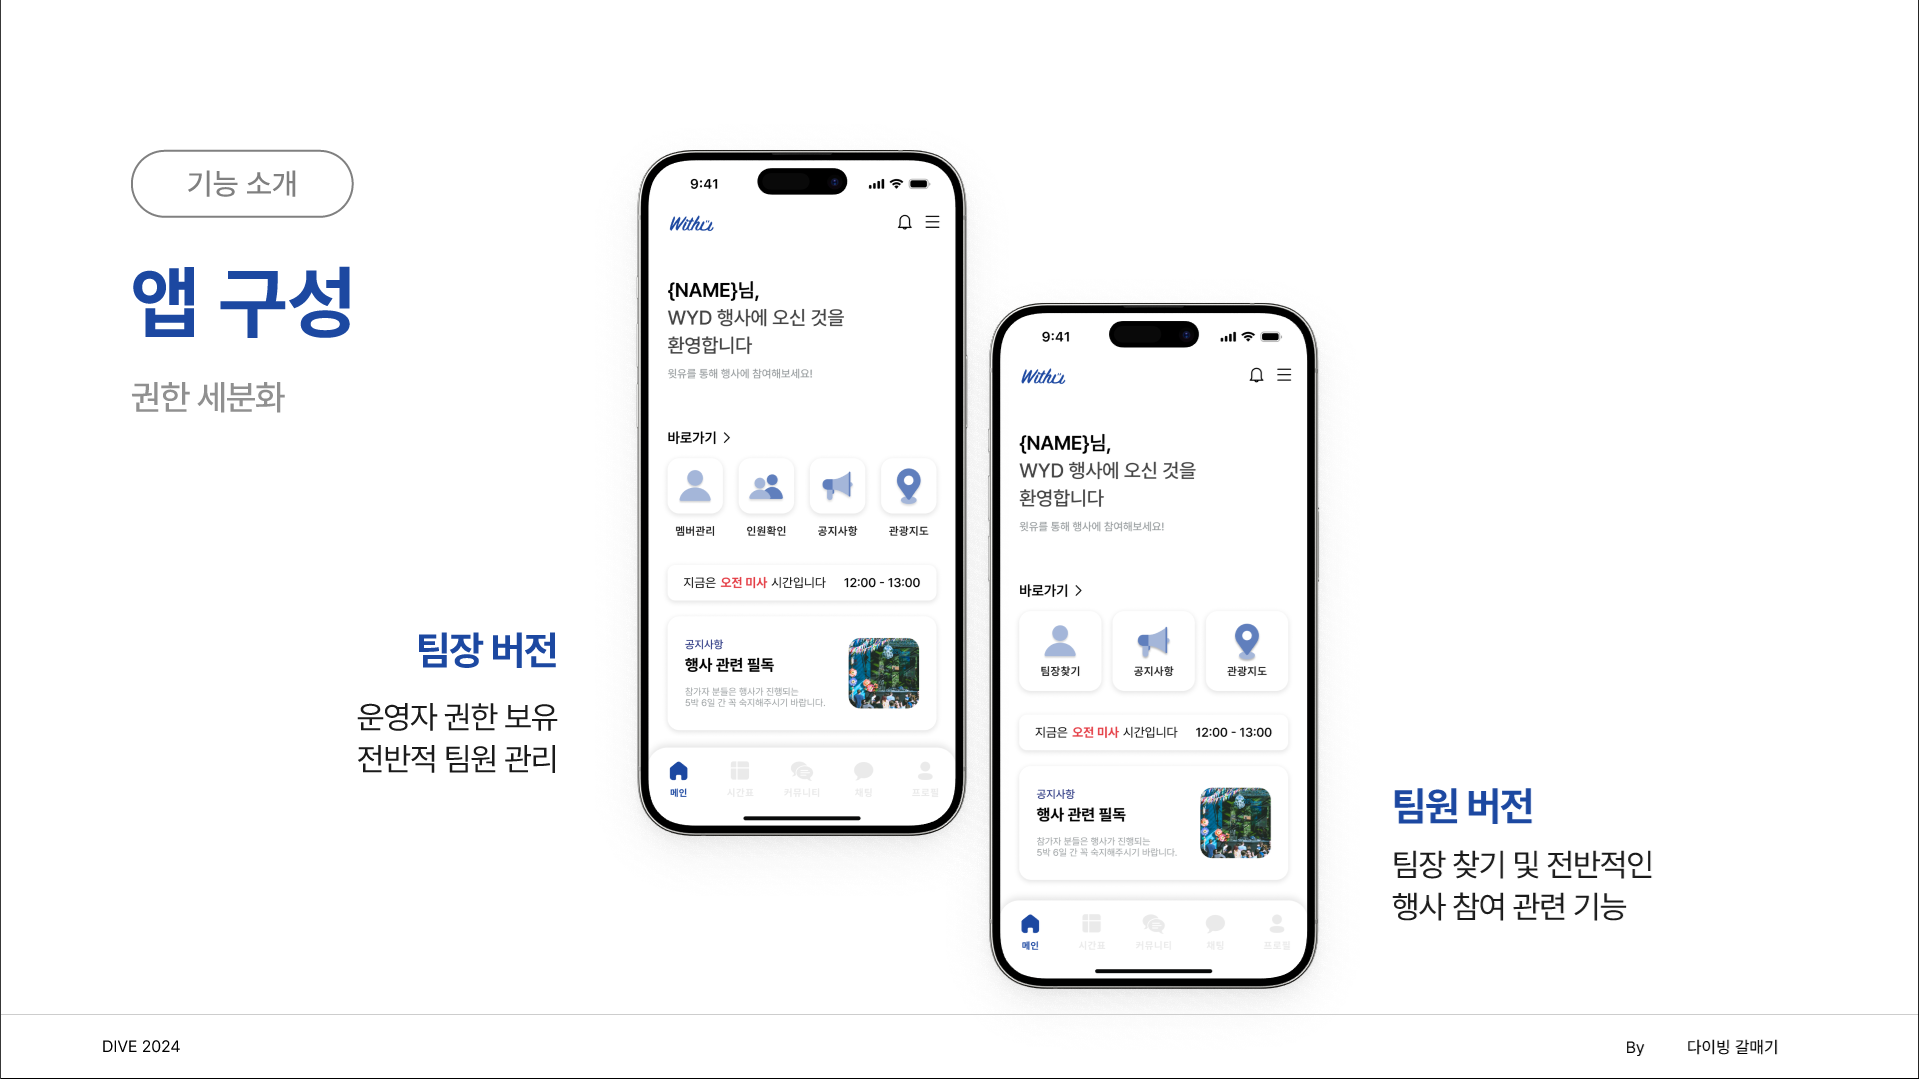 기능 소개
앱 구성
권한 세분화
팀장 버전
운영자 권한 보유
전반적 팀원 관리
9:41
Withu
{NAME}님,
WYD 행사에 오신 것을
환영합니다
윗유를 통해 행사에 참여해보세요!
바로가기
멤버관리 인원확인 공지사항 관광지도
지금은 오전 미사 시간입니다 12:00 - 13:00
공지사항
행사 관련 필독
참가자 분들은 행사가 진행되는
5박 6일 간 꼭 숙지해주시기 바랍니다.
메인 시간표 커뮤니티 채팅 프로필
9:41
Withu
{NAME}님,
WYD 행사에 오신 것을
환영합니다
윗유를 통해 행사에 참여해보세요!
바로가기
팀장찾기 공지사항 관광지도
지금은 오전 미사 시간입니다 12:00 - 13:00
공지사항
행사 관련 필독
참가자 분들은 행사가 진행되는
5박 6일 간 꼭 숙지해주시기 바랍니다.
메인 시간표 커뮤니티 채팅 프로필
팀원 버전
팀장 찾기 및 전반적인
행사 참여 관련 기능
DIVE 2024
By 다이빙 갈매기